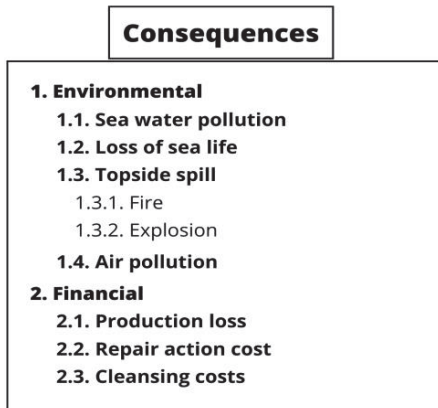 Consequences
1. Environmental
1.1. Sea water pollution
1.2. Loss of sea life
1.3. Topside spill
1.3.1. Fire
1.3.2. Explosion
1.4. Air pollution
2. Financial
2.1. Production loss
2.2. Repair action cost
2.3. Cleansing costs